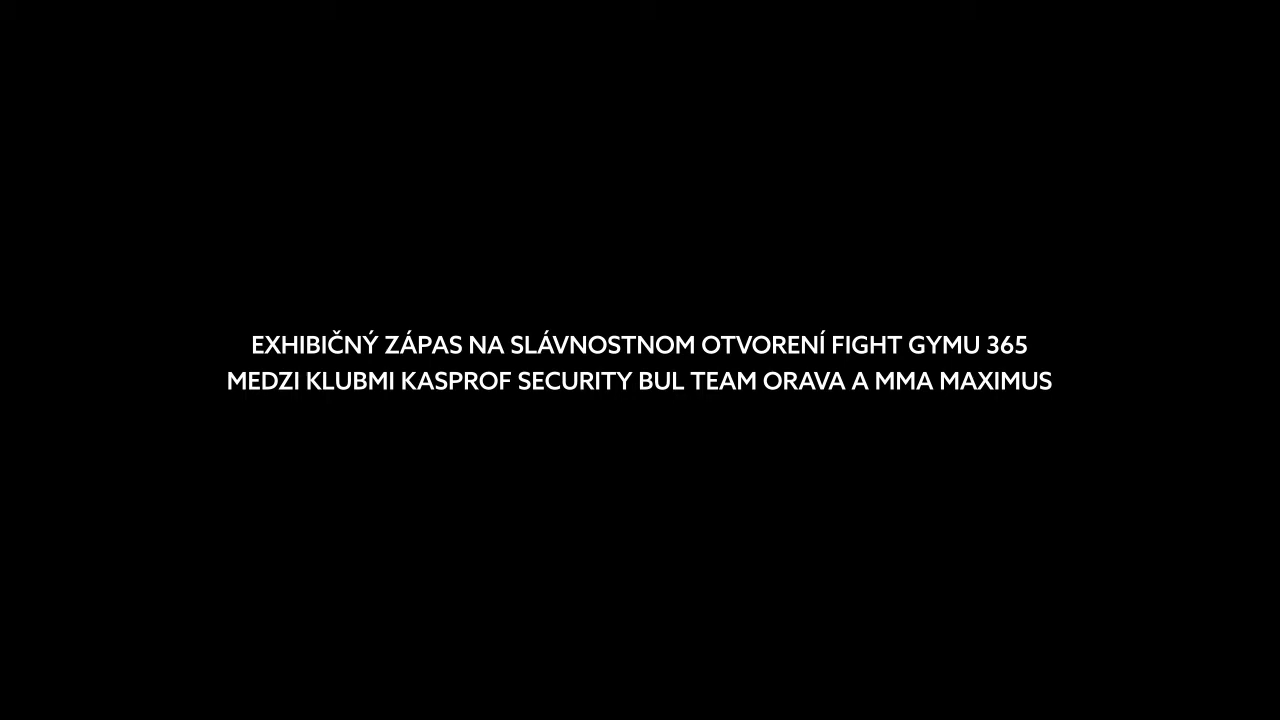 EXHIBIČNÝ ZÁPAS NA SLÁVNOSTNOM OTVORENÍ FIGHT GYMU 365
MEDZI KLUBMI KASPROF SECURITY BUL TEAM ORAVA A MMA MAXIMUS